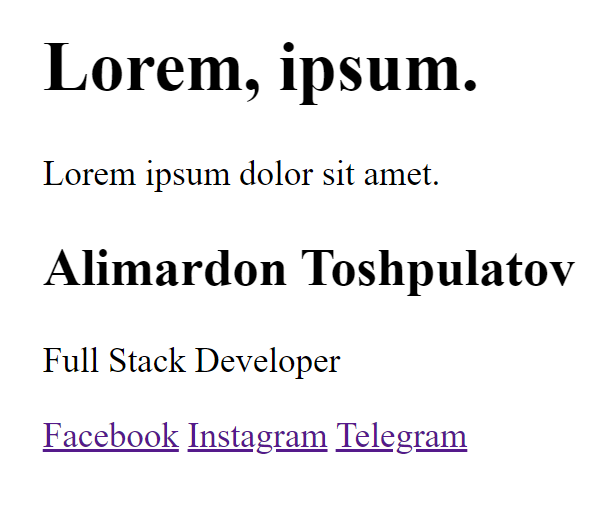 Lorem, ipsum.
Lorem ipsum dolor sit amet.
Alimardon Toshpulatov
Full Stack Developer
Facebook Instagram Telegram